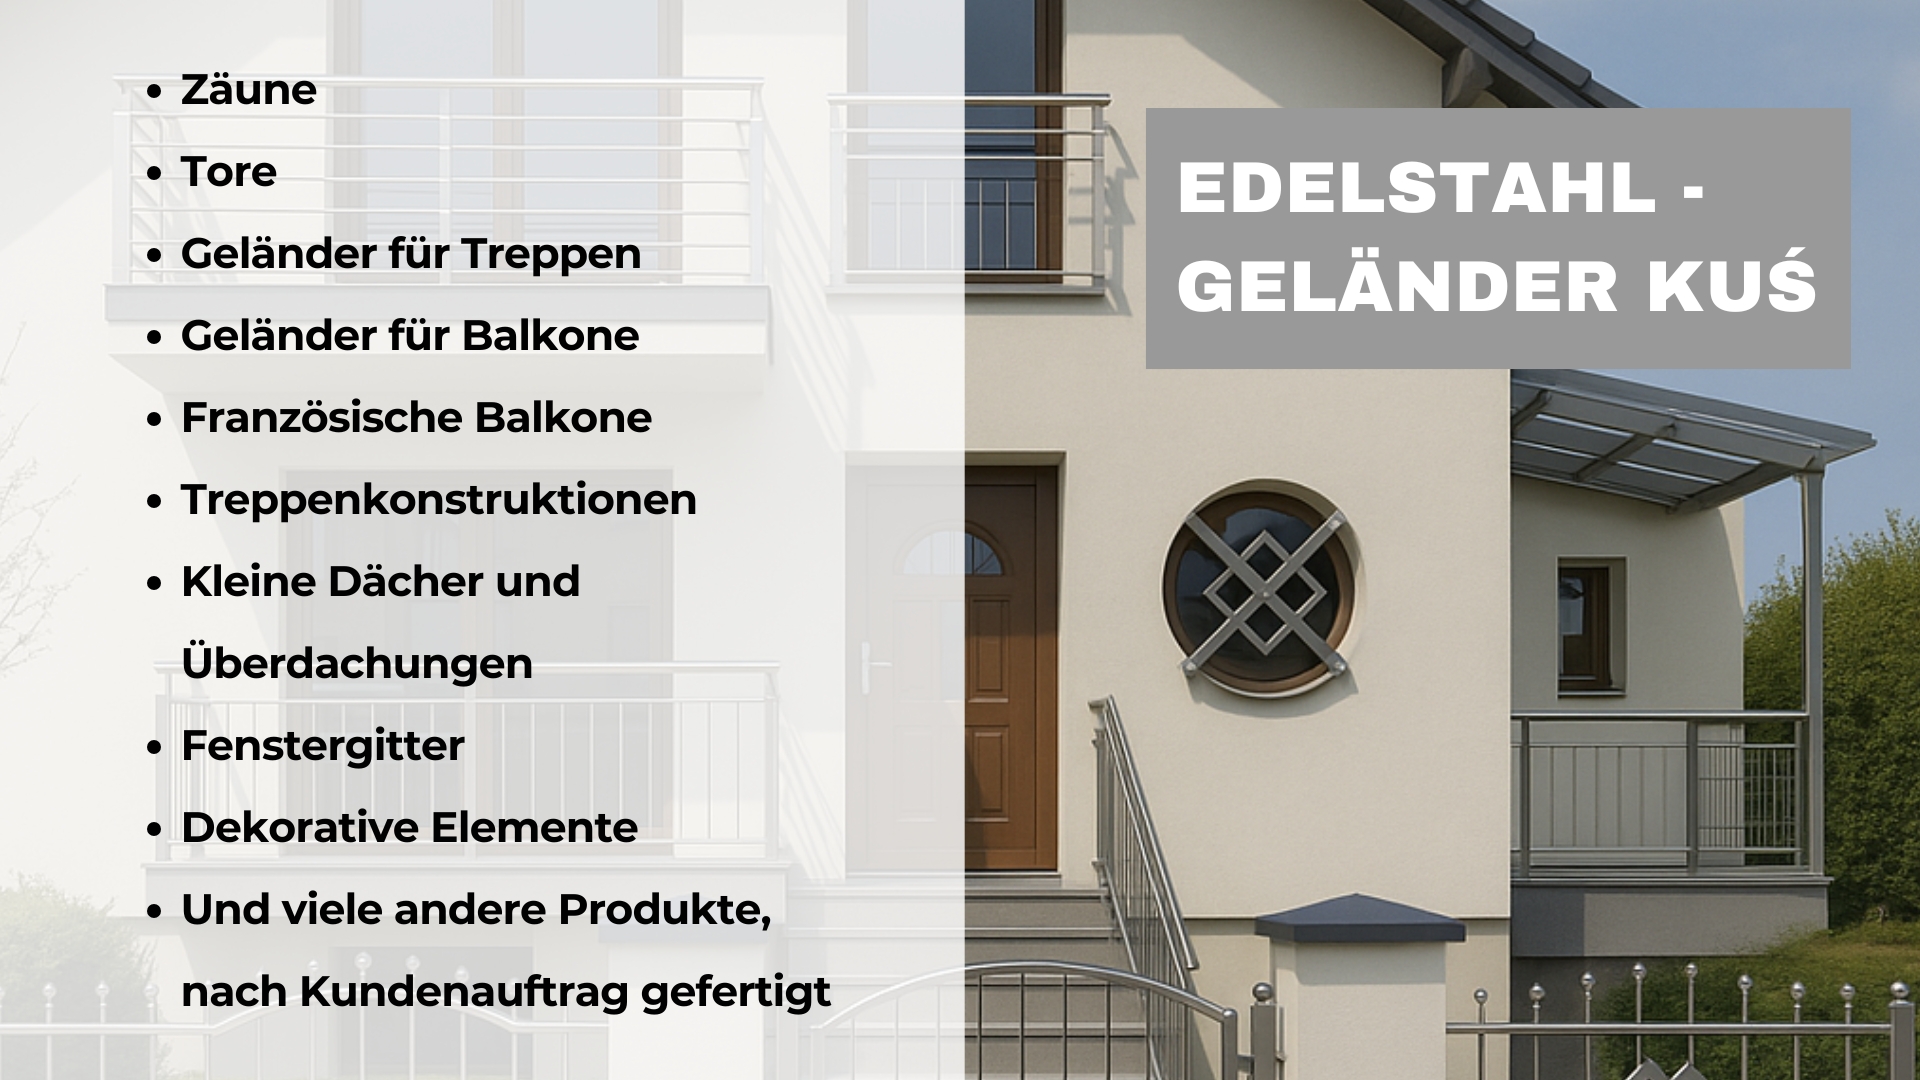 • Zäune
• Tore
• Geländer für Treppen
• Geländer für Balkone
• Französische Balkone
• Treppenkonstruktionen
• Kleine Dächer und
Überdachungen
• Fenstergitter
• Dekorative Elemente
• Und viele andere Produkte,
nach Kundenauftrag gefertigt
EDELSTAHL -
GELÄNDER KUŚ